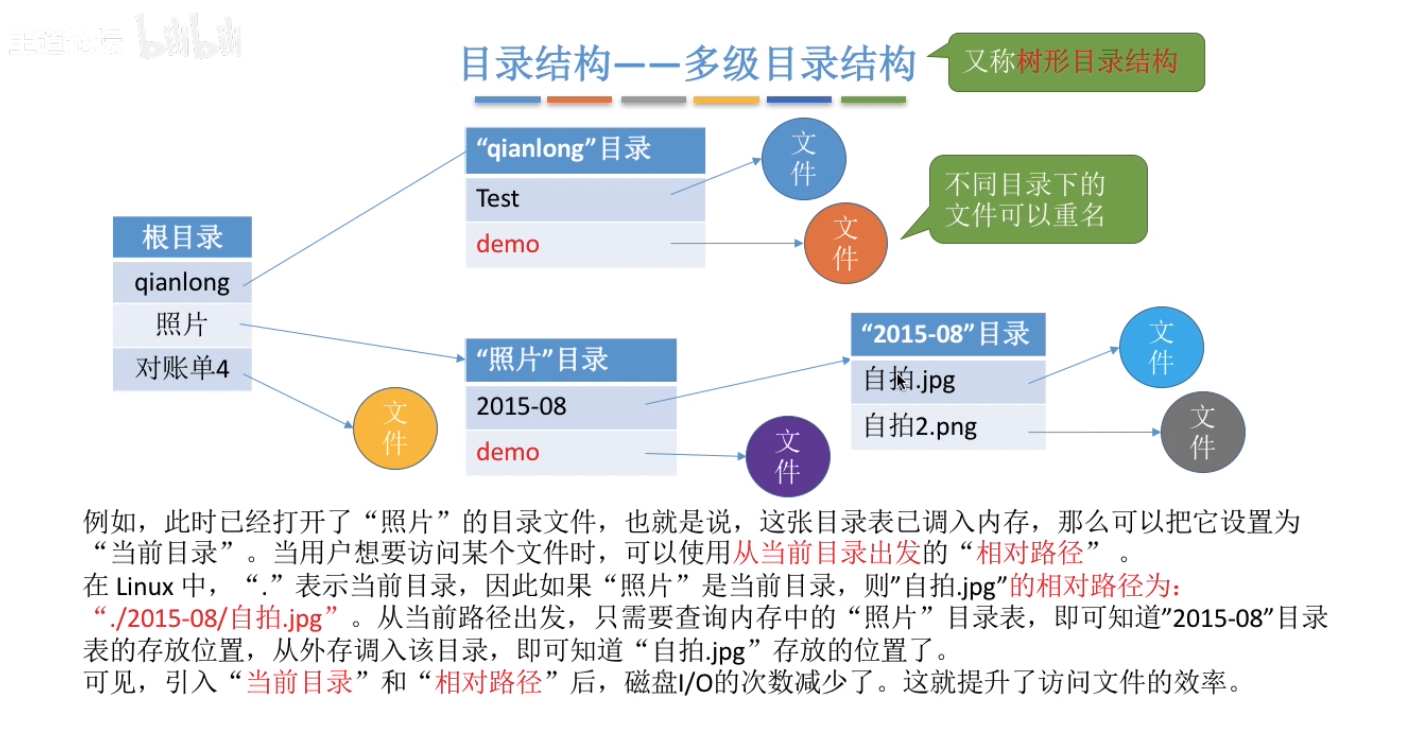 王道论坛 bilibili
目录结构——多级目录结构
又称树形目录结构
“qianlong”目录
Test
demo
文
件
文
件
不同目录下的
文件可以重名
根目录
qianlong
照片
对账单4
文
件
“照片”目录
2015-08
demo
文
件
“2015-08”目录
自拍.jpg
自拍2.png
文
件
文
件
例如，此时已经打开了“照片”的目录文件，也就是说，这张目录表已调入内存，那么可以把它设置为
“当前目录”。当用户想要访问某个文件时，可以使用从当前目录出发的“相对路径” 。
在 Linux 中，“.”表示当前目录，因此如果“照片”是当前目录，则”自拍.jpg”的相对路径为：
“./2015-08/自拍.jpg” 。从当前路径出发，只需要查询内存中的“照片”目录表，即可知道”2015-08”目录
表的存放位置，从外存调入该目录，即可知道“自拍.jpg”存放的位置了。
可见，引入“当前目录”和“相对路径”后，磁盘I/O的次数减少了。这就提升了访问文件的效率。